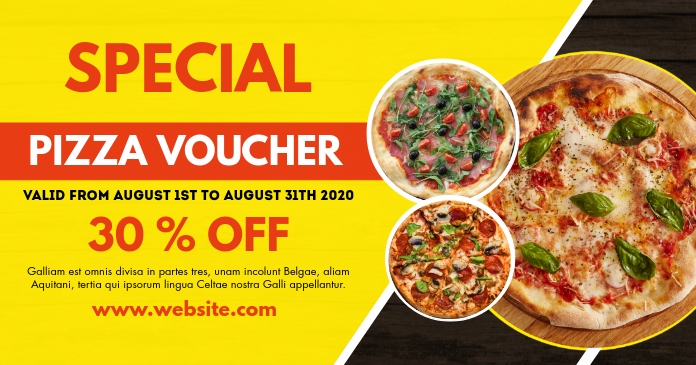 SPECIAL
PIZZA VOUCHER
VALID FROM AUGUST 1ST TO AUGUST 31TH 2020
30 % OFF
Galliam est omnis divisa in partes tres, unam incolunt Belgae, aliam
Aquitani, tertia qui ipsorum lingua Celtae nostra Galli appellantur.
www.website.com